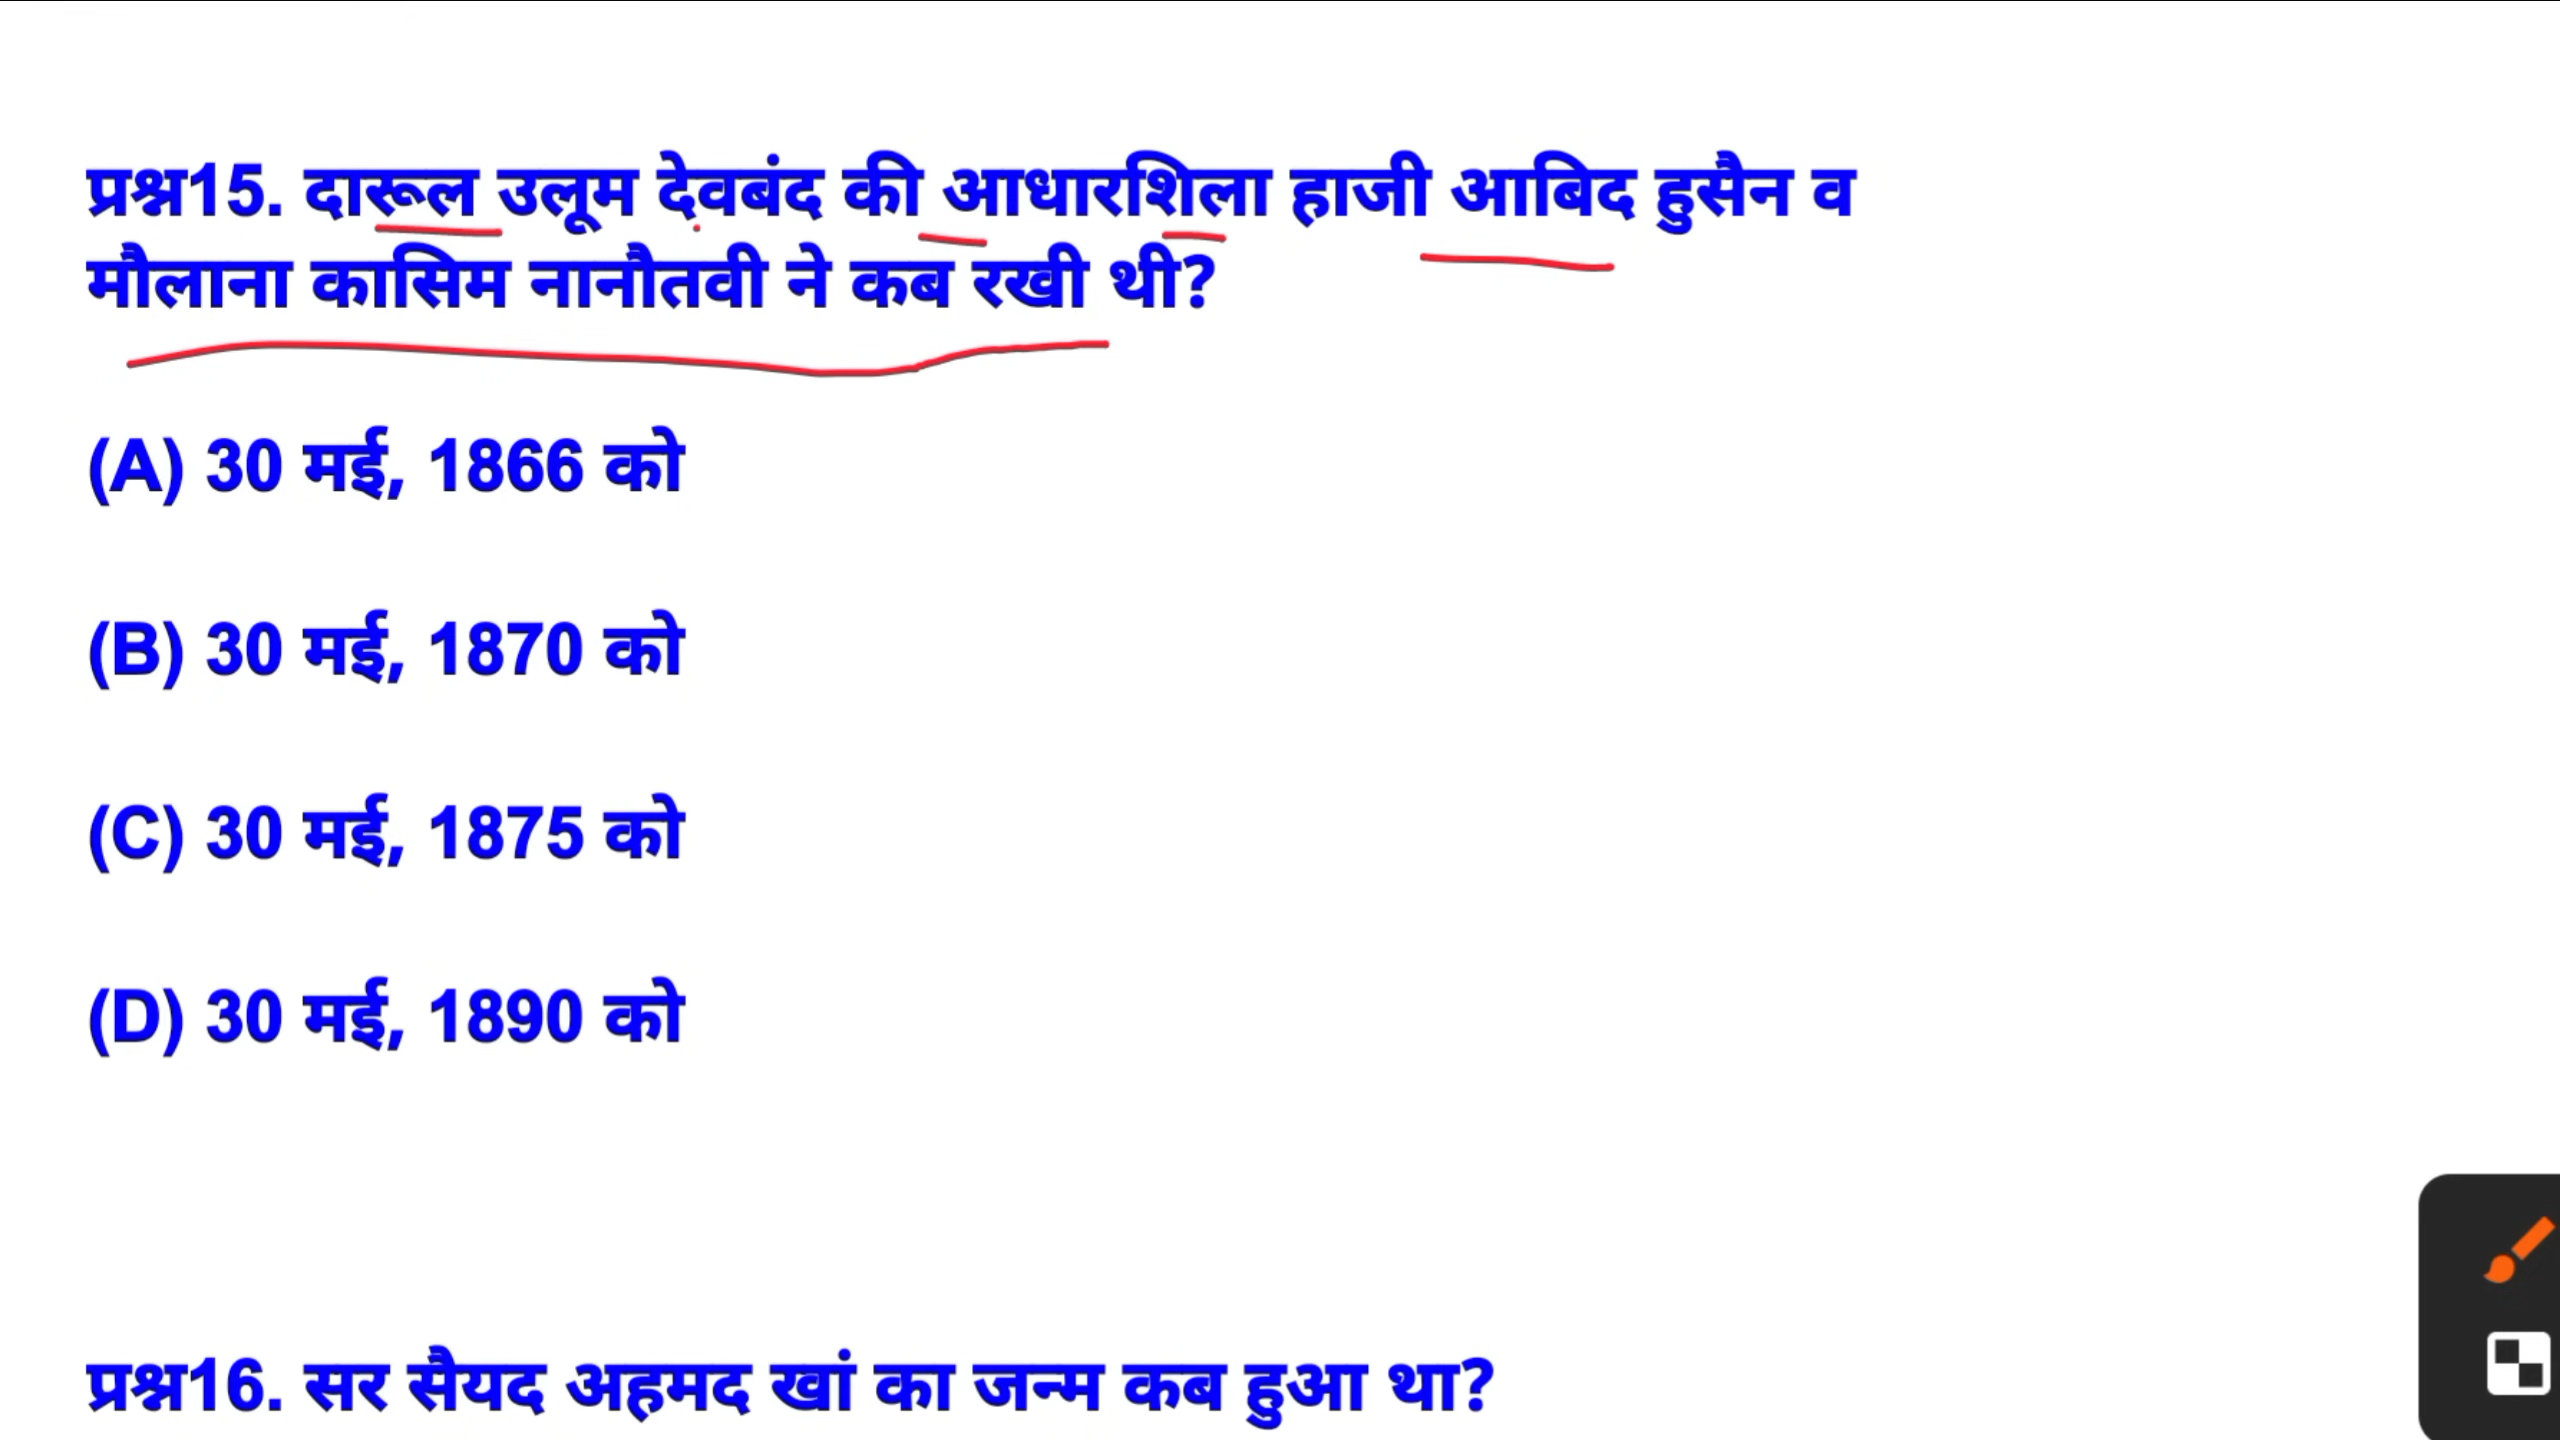 प्रश्न15. दारूल उलूम देवबंद की आधारशिला हाजी आबिद हुसैन व
मौलाना कासिम नानौतवी ने कब रखी थी?
(A) 30 मई, 1866 को
(B) 30 मई, 1870 को
(C) 30 मई, 1875 को
(D) 30 मई, 1890 को
प्रश्न16. सर सैयद अहमद खां का जन्म कब हुआ था?